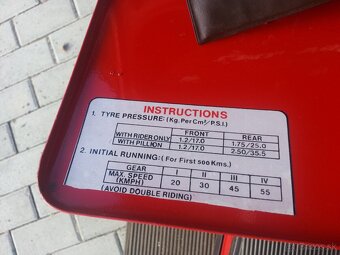 INSTRUCTIONS
1. TYRE PRESSURE:(Kg.Per Cm²/P.S.I.)
FRONT REAR
WITH RIDER ONLY 1.2/17.0 1.75/25.0
WITH PILLION 1.2/17.0 2.50/35.5
2. INITIAL RUNNING:(For First 500 Kms.)
GEAR I II III IV
MAX. SPEED (KMPH) 20 30 45 55
(AVOID DOUBLE RIDING)